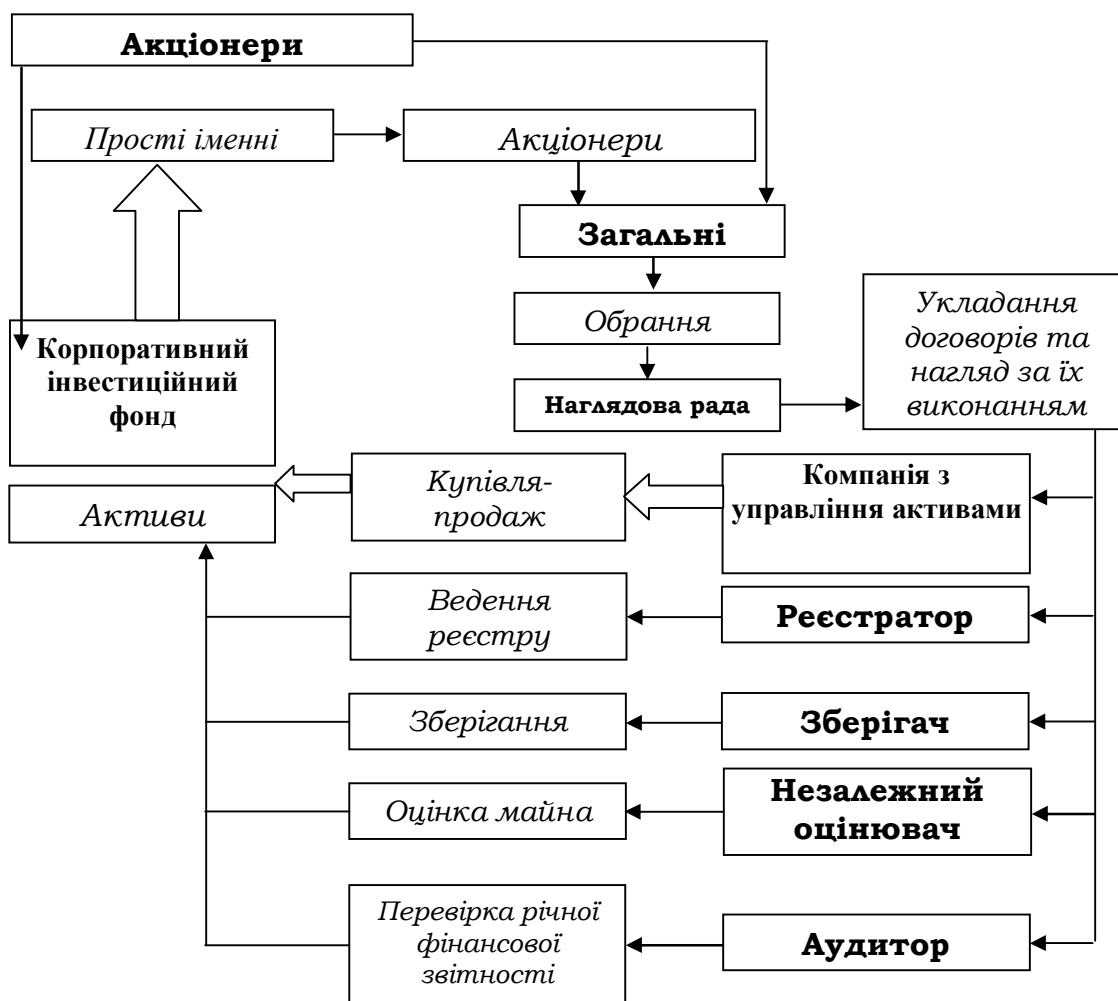 Акціонери
Прості іменні
Акціонери
Загальні
Обрання
Наглядова рада
Укладання
договорів та
нагляд за їх
виконанням
Корпоративний
інвестиційний
фонд
Активи
Купівля-
продаж
Компанія з
управління активами
Ведення
реєстру
Реєстратор
Зберігання
Зберігач
Оцінка майна
Незалежний
оцінювач
Перевірка річної
фінансової
звітності
Аудитор